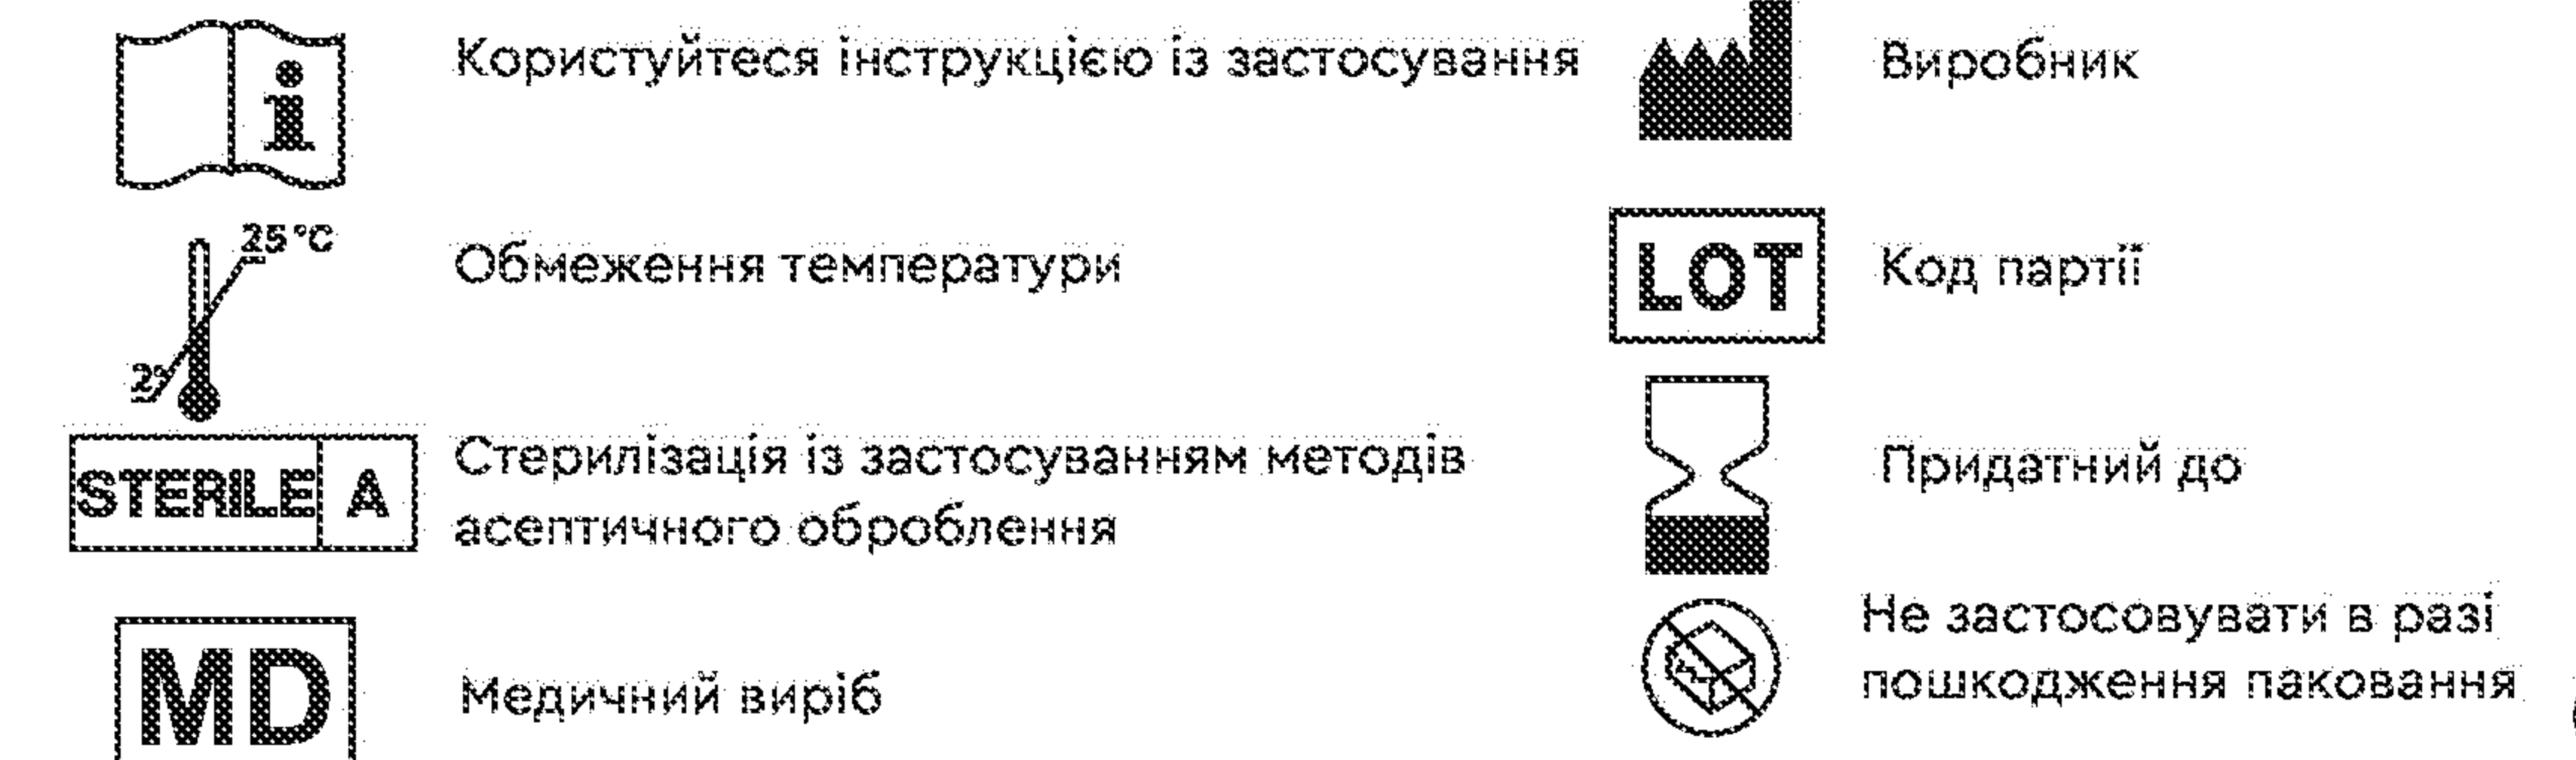 i
Користуйтеся інструкцією із застосування
Виробник
25°C
2°
Обмеження температури
LOT
Код партії
STERILE A
Стерилізація із застосуванням методів
асептичного оброблення
Придатний до
MD
Медичний виріб
Не застосовувати в разі
пошкодження паковання